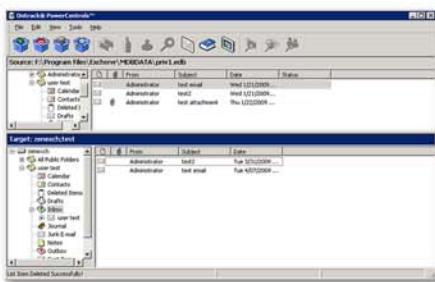 Ontrack® PowerControls™
File Edit View Tools Help
Source: F:\Program Files\Exchsrvr\MDBDATA\priv1.edb
Administrator
user test
Calendar
Contacts
Deleted I
Drafts
From Subject Date Status
Administrator test email Wed 1/21/2009 ...
Administrator test2 Wed 1/21/2009 ...
Administrator test attachment Thu 1/22/2009 ...
Target: zenexch;test
zenexch
All Public Folders
user test
Calendar
Contacts
Deleted Items
Drafts
Inbox
user test
Journal
Junk E-mail
Notes
Outbox
From Subject Date
Administrator test2 Tue 3/31/2009 ...
Administrator test email Tue 4/07/2009 ...
List Item Deleted Successfully!